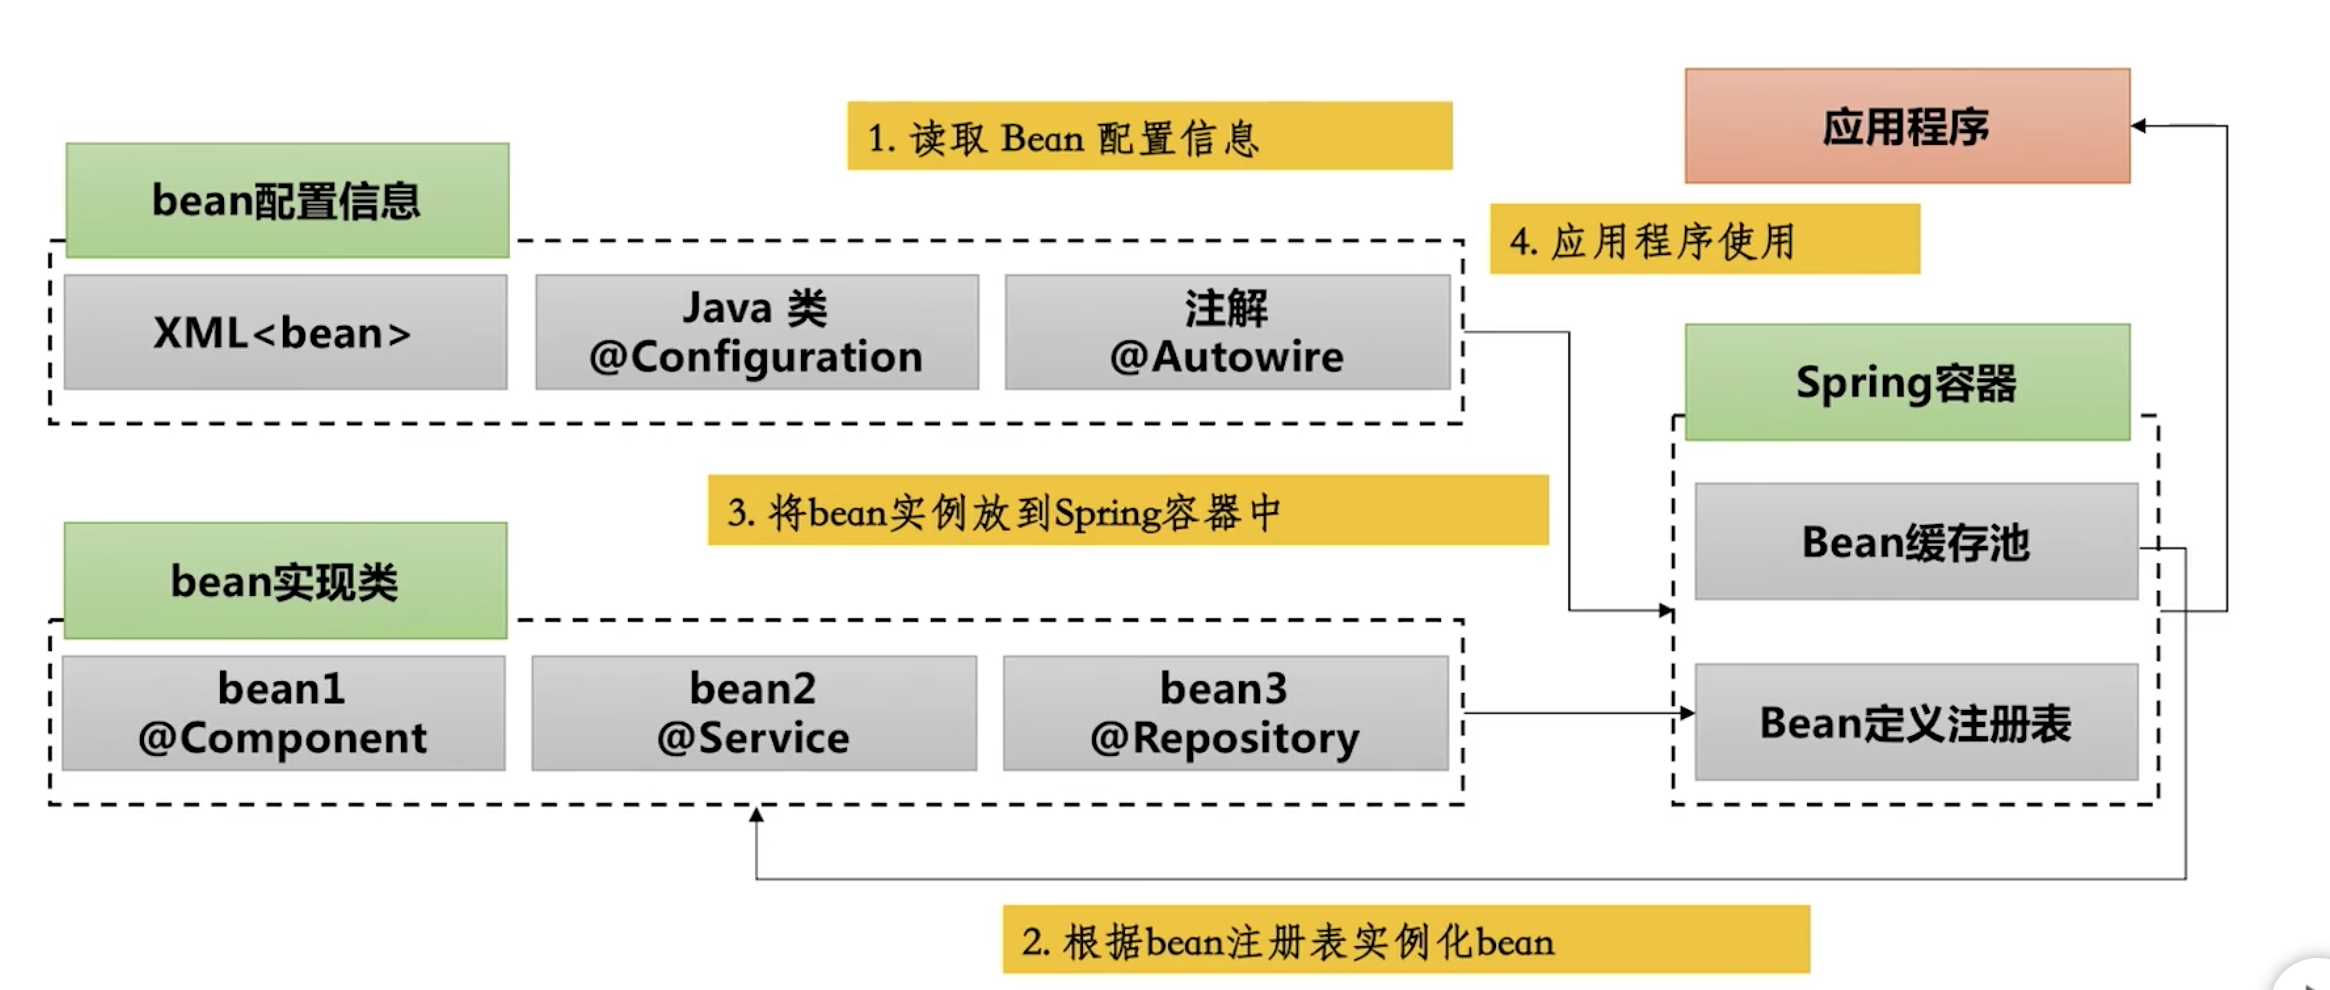 1. 读取 Bean 配置信息
应用程序
bean配置信息
4. 应用程序使用
XML<bean>
Java 类
@Configuration
注解
@Autowire
Spring容器
3. 将bean实例放到Spring容器中
Bean缓存池
bean实现类
bean1
@Component
bean2
@Service
bean3
@Repository
Bean定义注册表
2. 根据bean注册表实例化bean